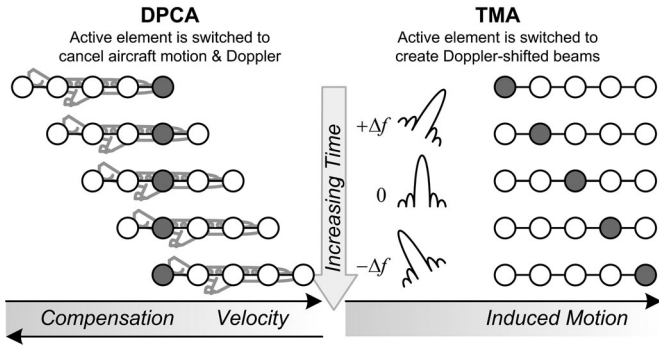 DPCA
Active element is switched to
cancel aircraft motion & Doppler
TMA
Active element is switched to
create Doppler-shifted beams
Increasing Time
+Δf
0
−Δf
Compensation
Velocity
Induced Motion